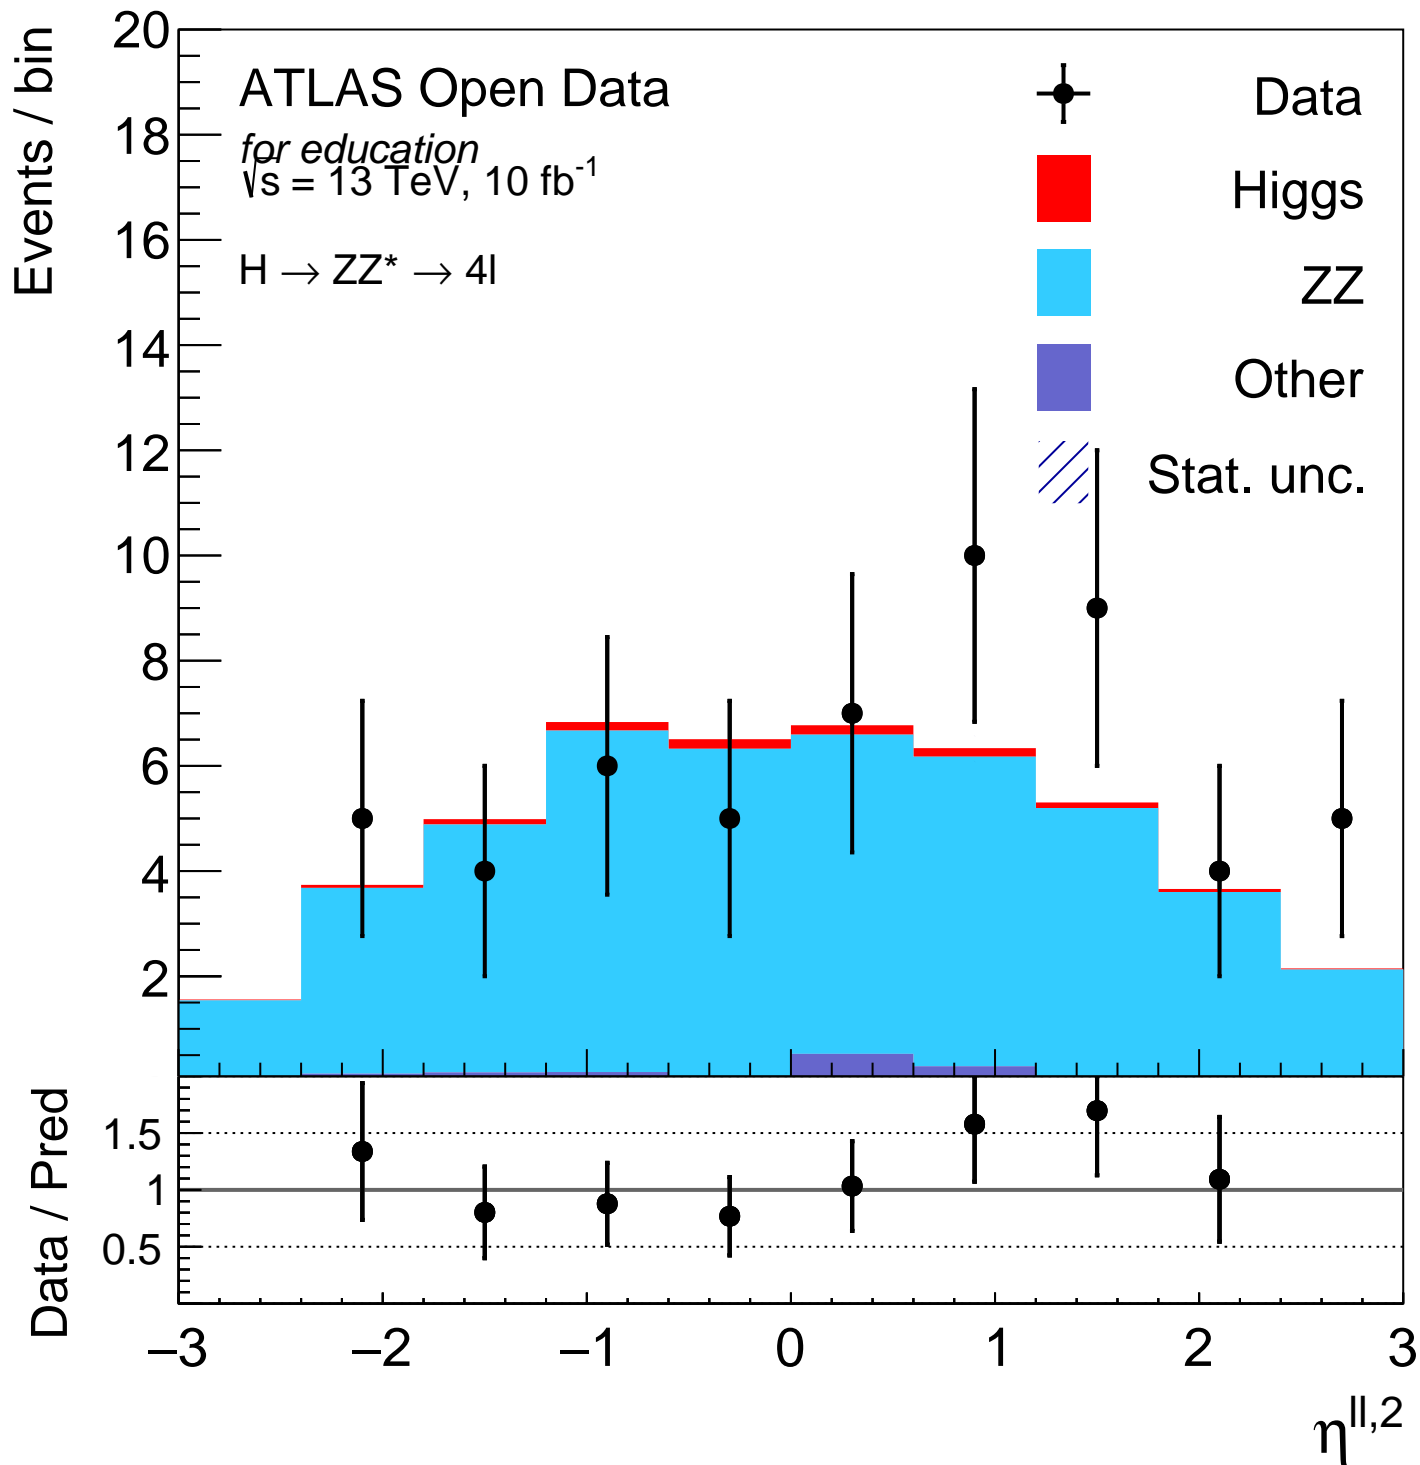 Events / bin
20
18
16
14
12
10
8
6
4
2
ATLAS Open Data
for education
√s = 13 TeV, 10 fb⁻¹
H → ZZ* → 4l
Data
Higgs
ZZ
Other
Stat. unc.
Data / Pred
1.5
1
0.5
−3 −2 −1 0 1 2 3
η^ll,2